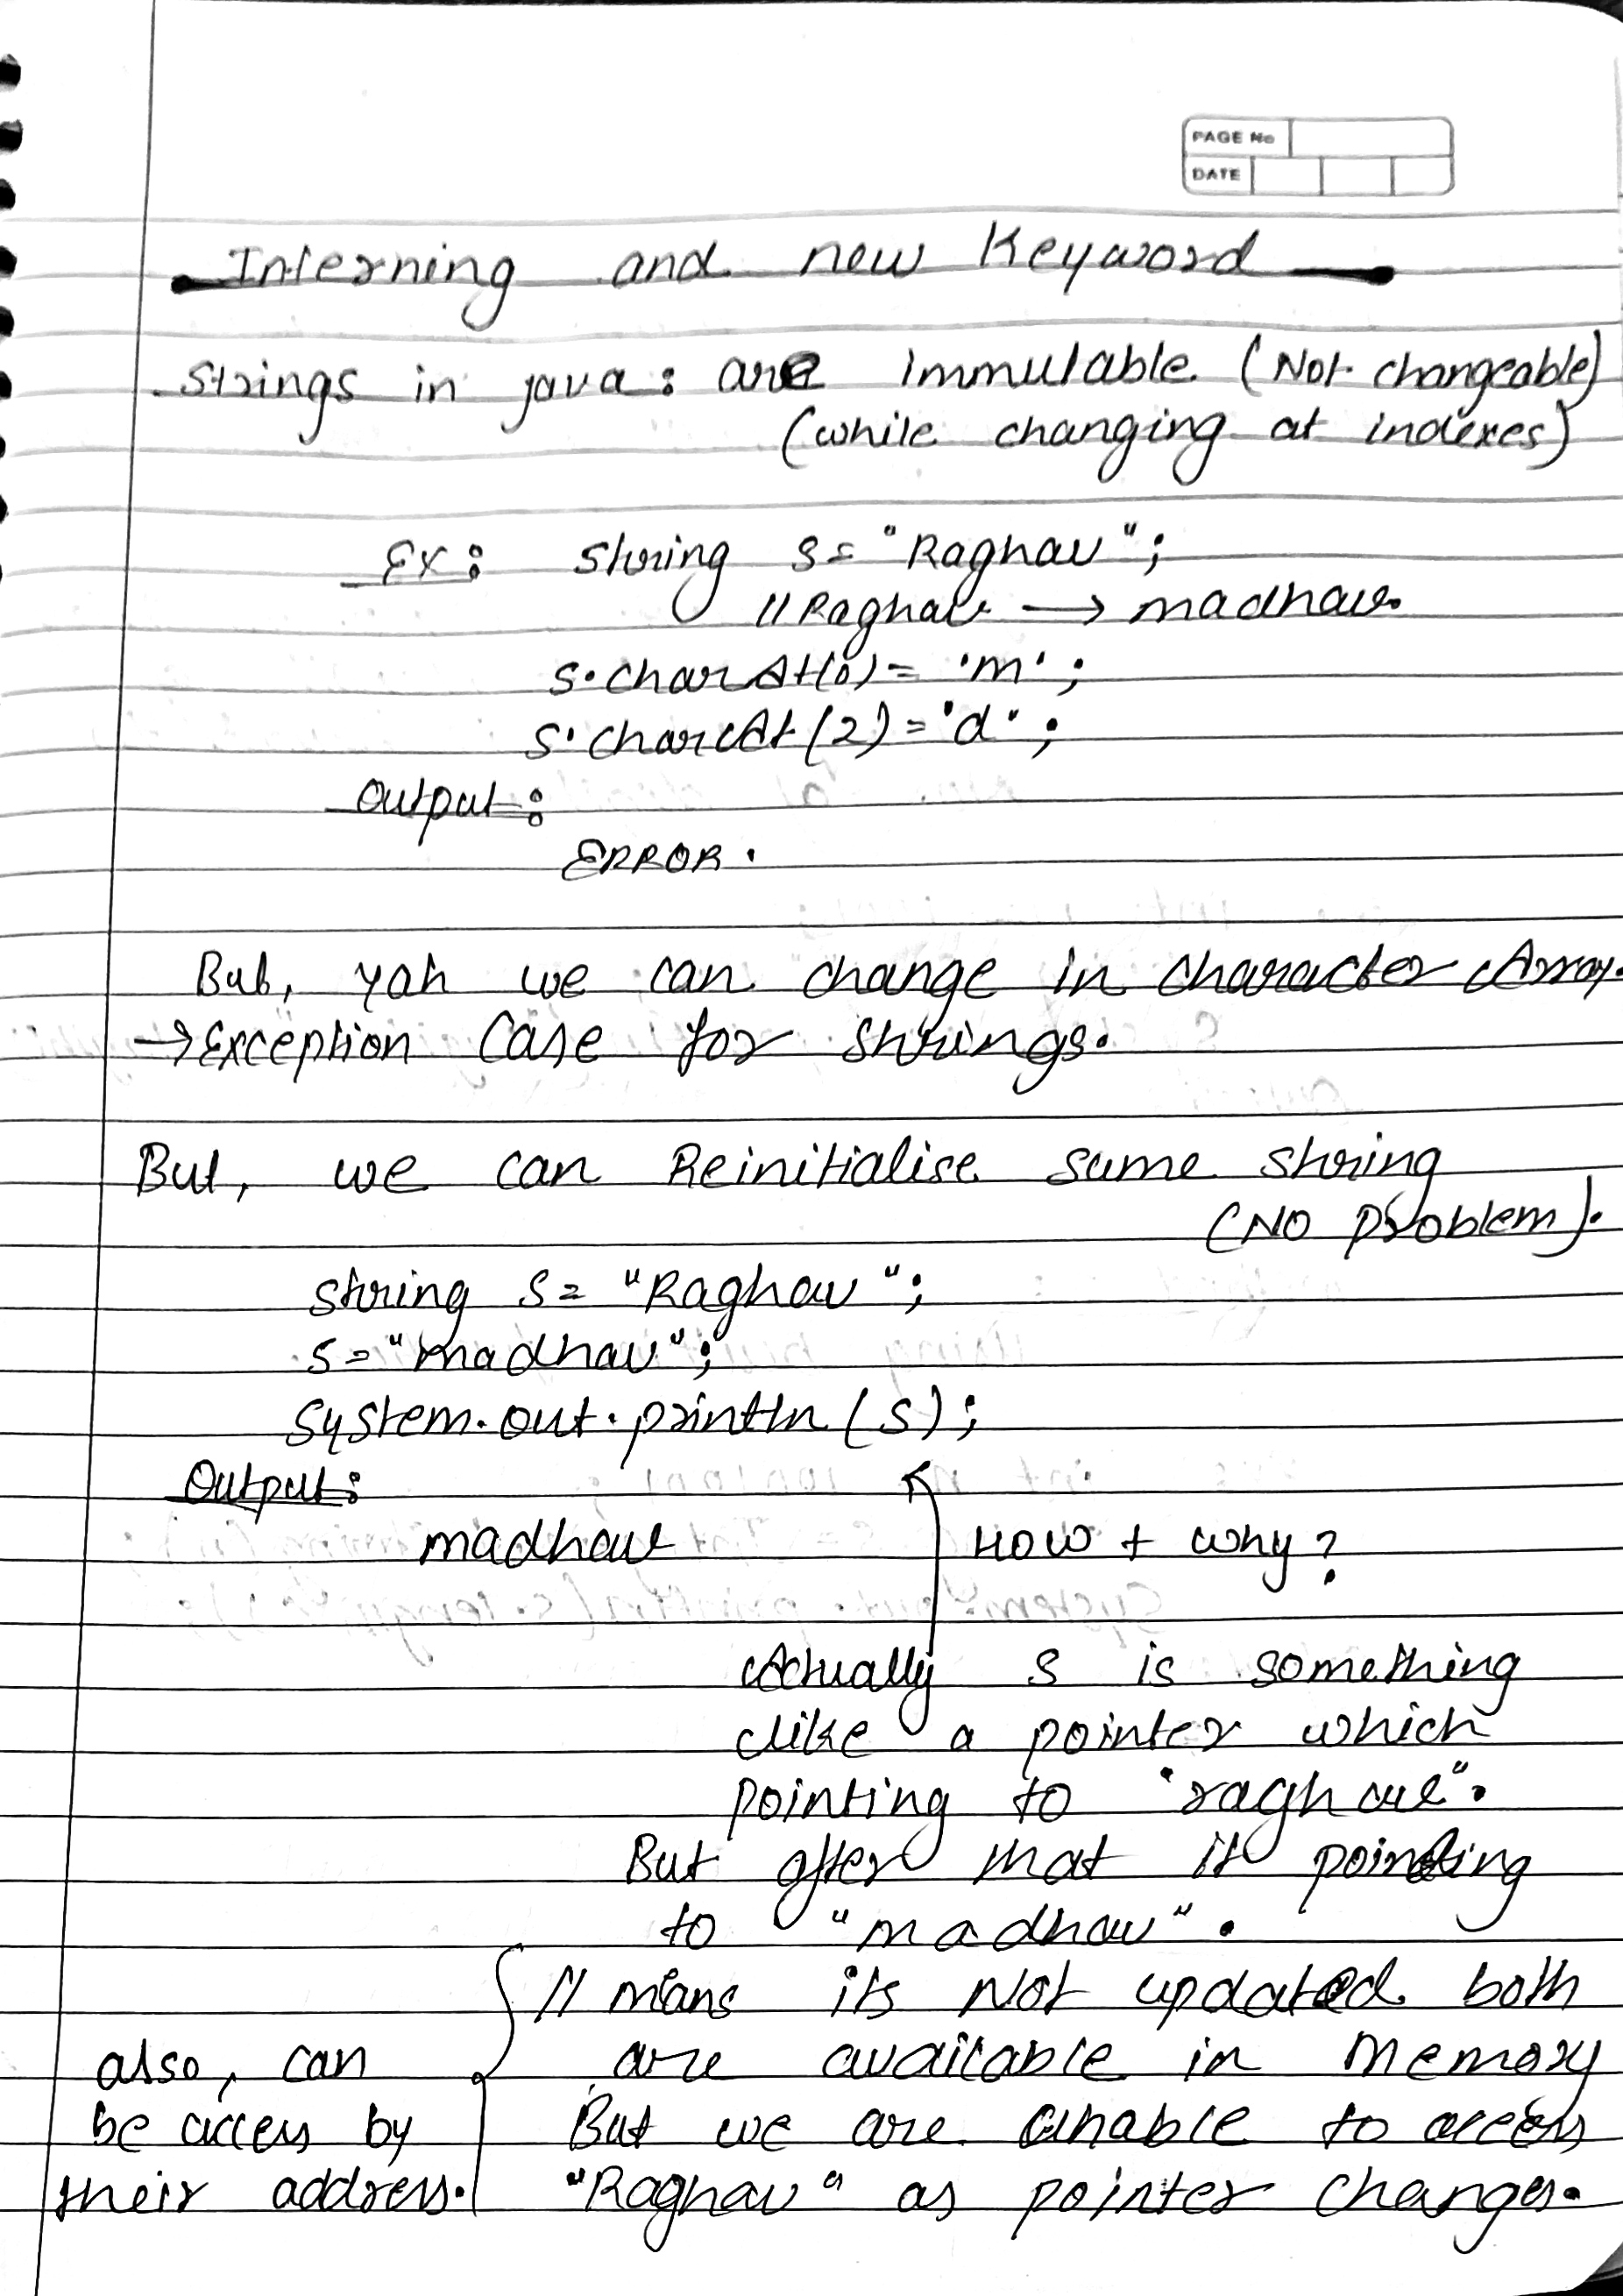 PAGE No
DATE
Interning and new Keyword
Strings in java: are immutable. (Not changeable)
(while changing at indexes)
Ex: String s = "Raghav";
// Raghav → madhav.
s.charAt(0) = 'm';
s.charAt(2) = 'd';
Output:
ERROR.
But, yah we can change in character Array.
→ Exception Case for strings.
But, we can Reinitialise same string
(NO problem).
String s = "Raghav";
s = "madhav";
System.out.println(s);
Output:
madhav
How + why?
Actually s is something
like a pointer which
pointing to "raghav".
But after that it pointing
to "madhav".
// means its Not updated both
are available in memory
But we are unable to access
"Raghav" as pointer changes.
also, can
be access by
their address.